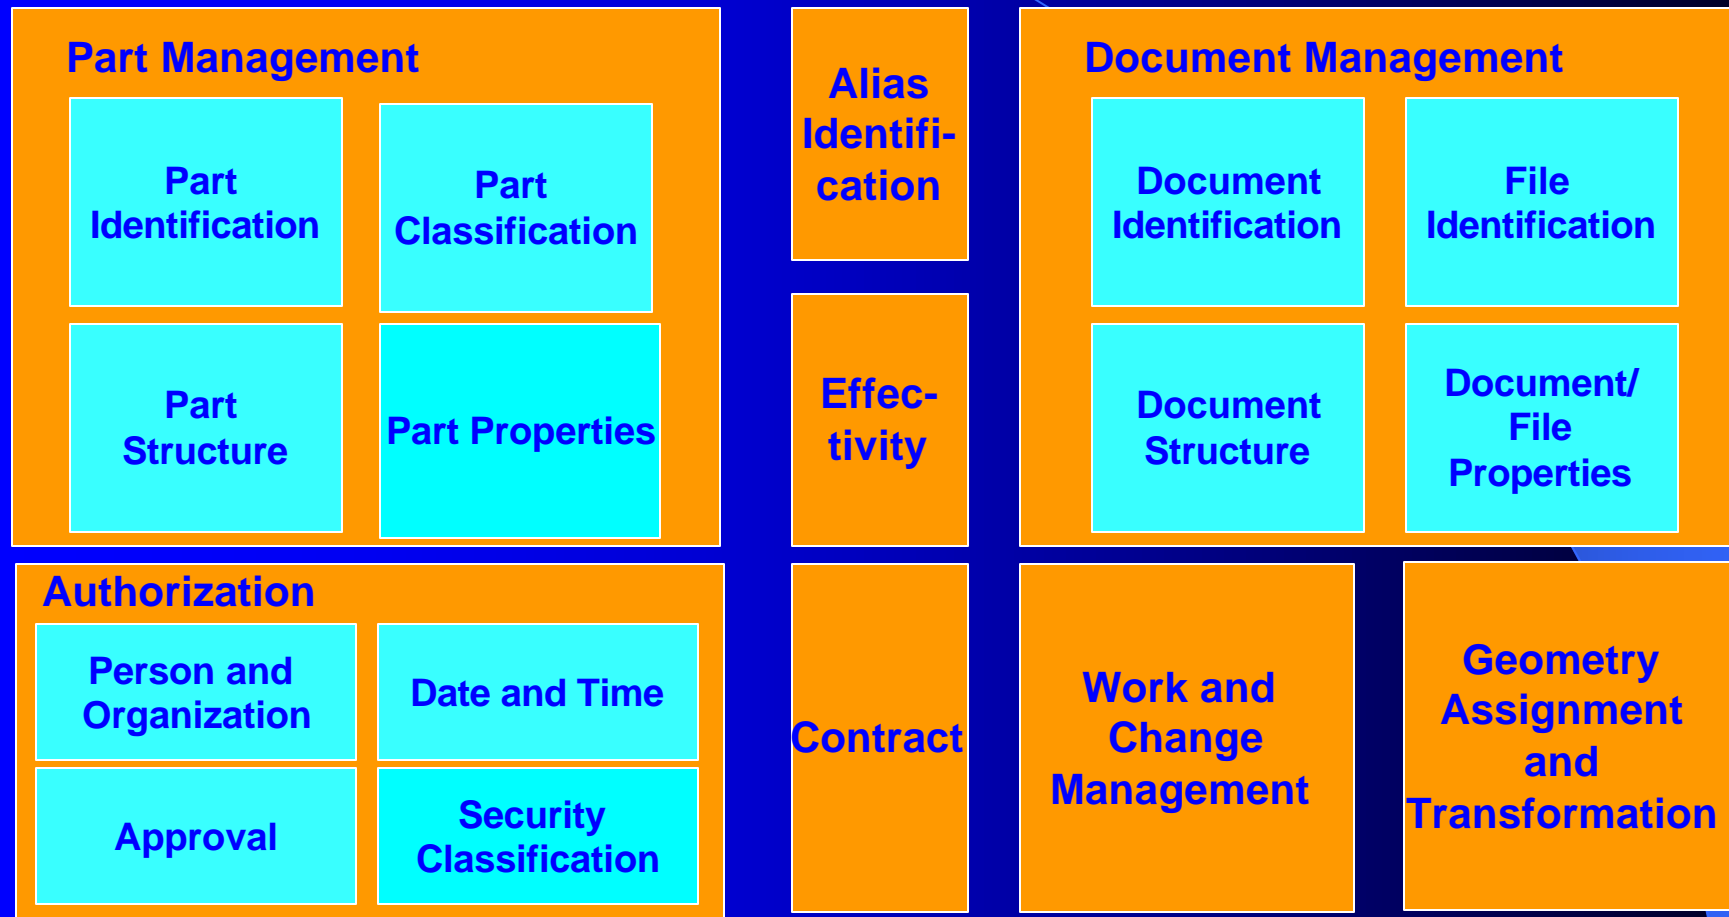 Part Management
Part
Identification
Part
Classification
Part
Structure
Part Properties
Alias
Identifi-
cation
Effec-
tivity
Document Management
Document
Identification
File
Identification
Document
Structure
Document/
File
Properties
Authorization
Person and
Organization
Date and Time
Approval
Security
Classification
Contract
Work and
Change
Management
Geometry
Assignment
and
Transformation